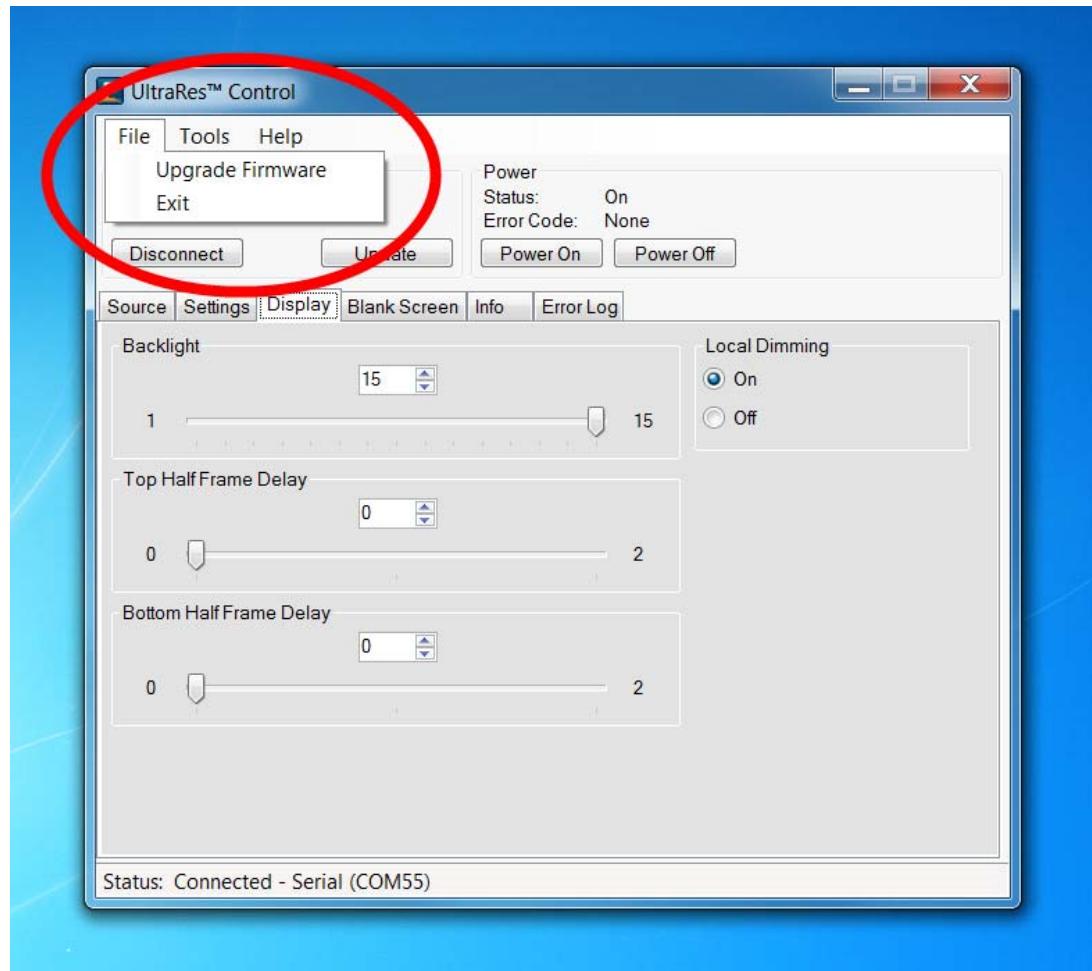 UltraRes™ Control
File Tools Help
Upgrade Firmware
Exit
Disconnect Update
Power
Status: On
Error Code: None
Power On Power Off
Source Settings Display Blank Screen Info Error Log
Backlight
15
1 15
Local Dimming
On
Off
Top Half Frame Delay
0
0 2
Bottom Half Frame Delay
0
0 2
Status: Connected - Serial (COM55)